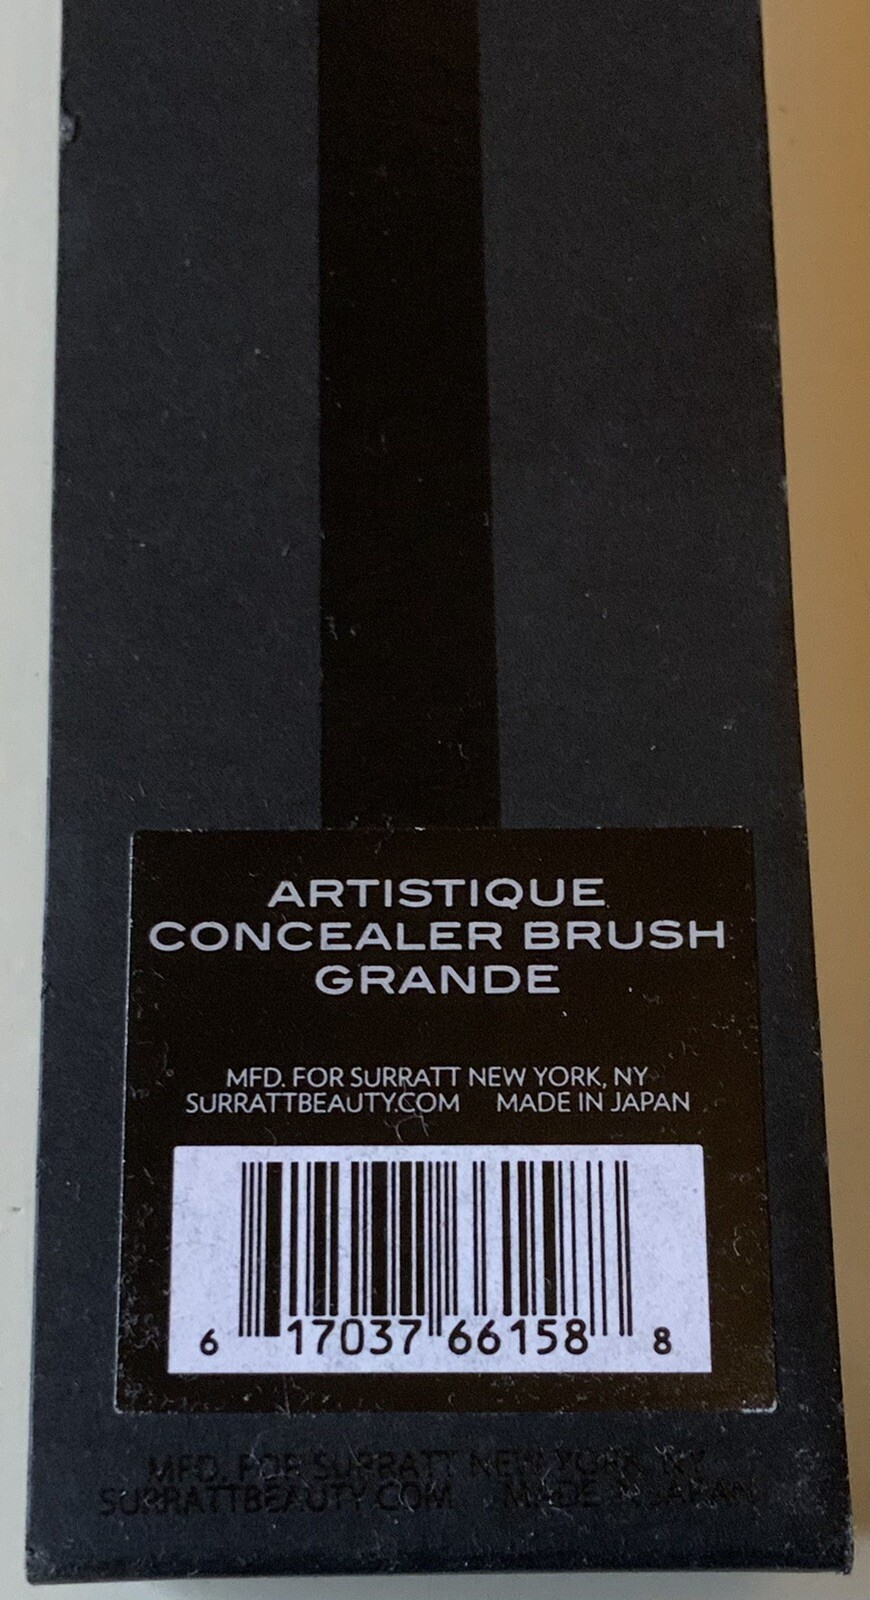 ARTISTIQUE
CONCEALER BRUSH
GRANDE
MFD. FOR SURRATT NEW YORK, NY
SURRATTBEAUTY.COM MADE IN JAPAN
6 17037 66158 8
MFD. FOR SURRATT NEW YORK, NY
SURRATTBEAUTY.COM MADE IN JAPAN